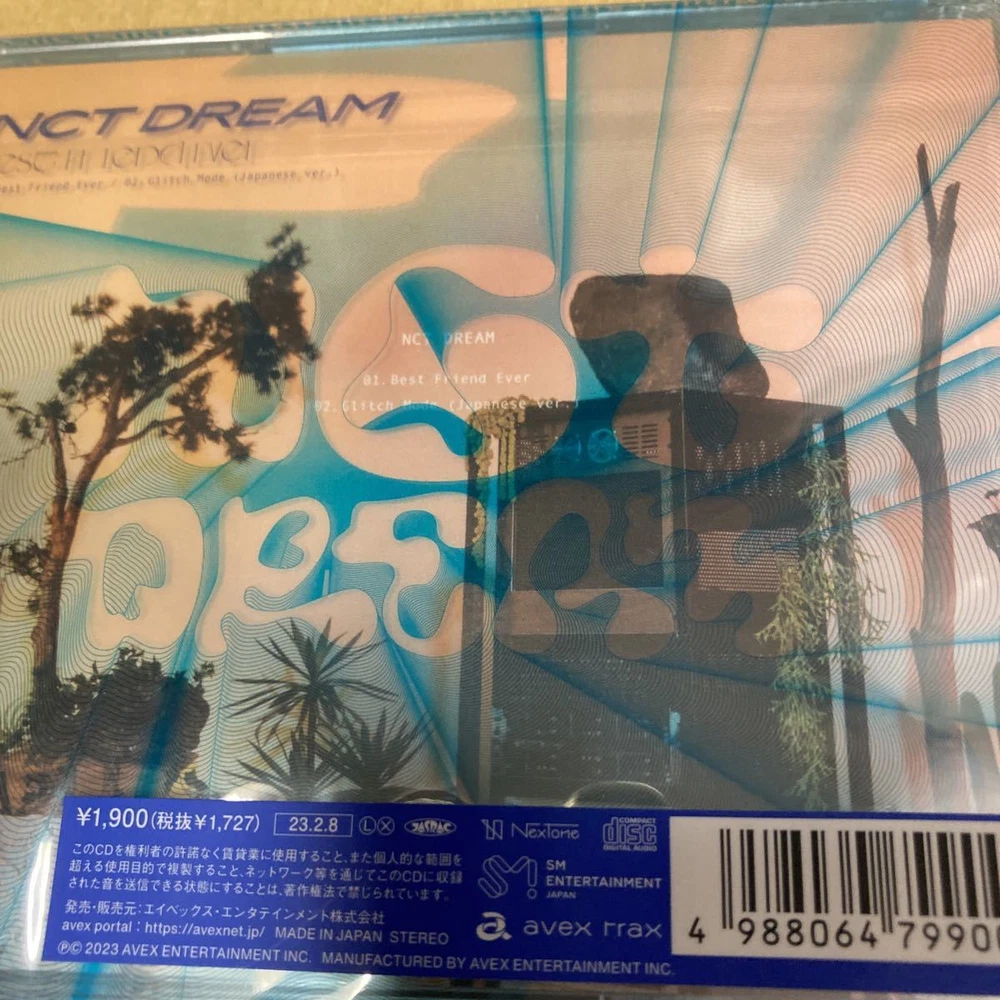 NCT DREAM
Best Friend Ever
Best Friend Ever / 02. Glitch Mode (Japanese ver.)
NCT DREAM
NCT DREAM
01. Best Friend Ever
02. Glitch Mode (Japanese ver.)
¥1,900(税抜¥1,727) 23.2.8 L X JASRAC
NexTone
COMPACT
disc
DIGITAL AUDIO
このCDを権利者の許諾なく賃貸業に使用すること、また個人的な範囲を
超える使用目的で複製すること、ネットワーク等を通じてこのCDに収録
された音を送信できる状態にすることは、著作権法で禁じられています。
発売・販売元:エイベックス・エンタテインメント株式会社
avex portal : https://avexnet.jp/ MADE IN JAPAN STEREO
ⓅⒸ 2023 AVEX ENTERTAINMENT INC. MANUFACTURED BY AVEX ENTERTAINMENT INC.
SM
ENTERTAINMENT
JAPAN
avex trax
4 988064 7990